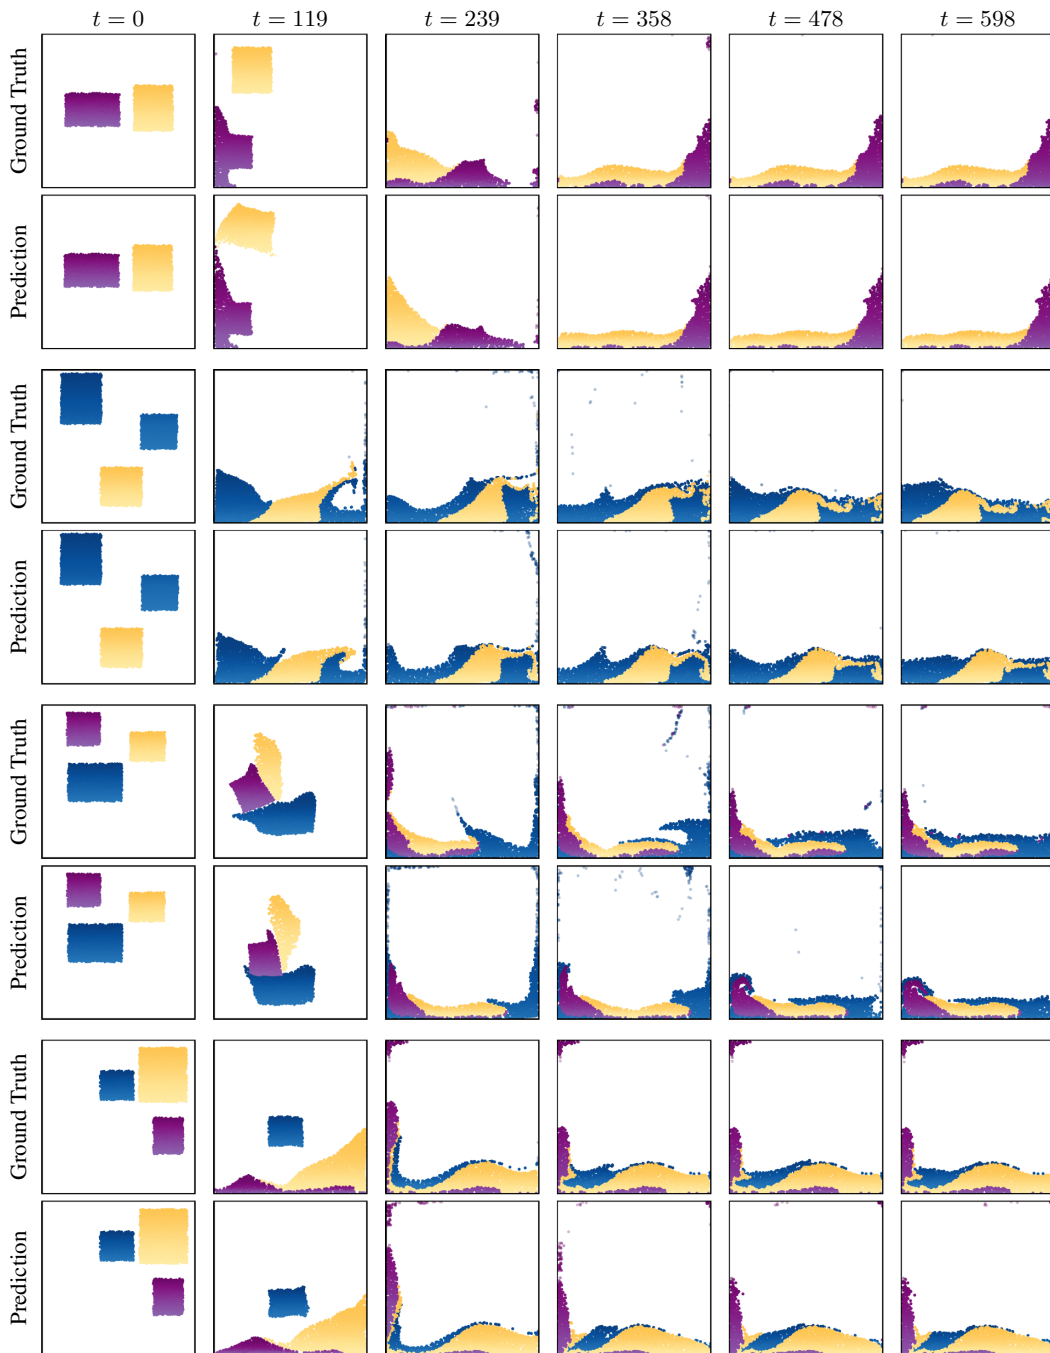 t = 0 t = 119 t = 239 t = 358 t = 478 t = 598
Ground Truth
Prediction
Ground Truth
Prediction
Ground Truth
Prediction
Ground Truth
Prediction